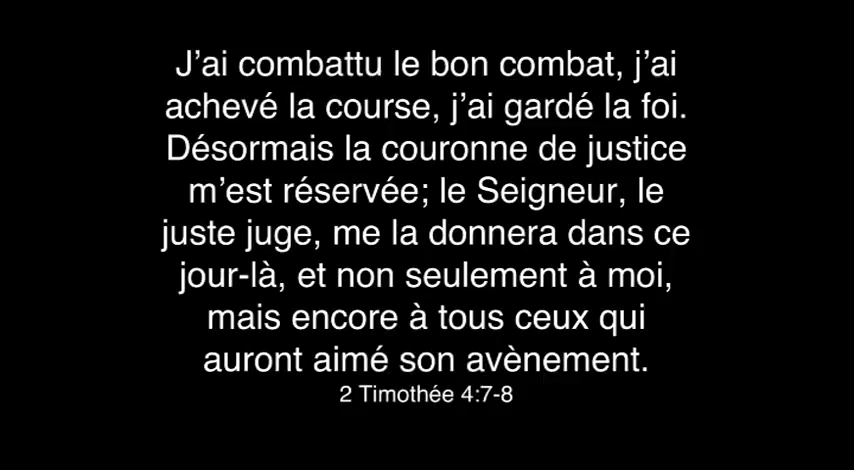 J’ai combattu le bon combat, j’ai
achevé la course, j’ai gardé la foi.
Désormais la couronne de justice
m’est réservée; le Seigneur, le
juste juge, me la donnera dans ce
jour-là, et non seulement à moi,
mais encore à tous ceux qui
auront aimé son avènement.
2 Timothée 4:7-8